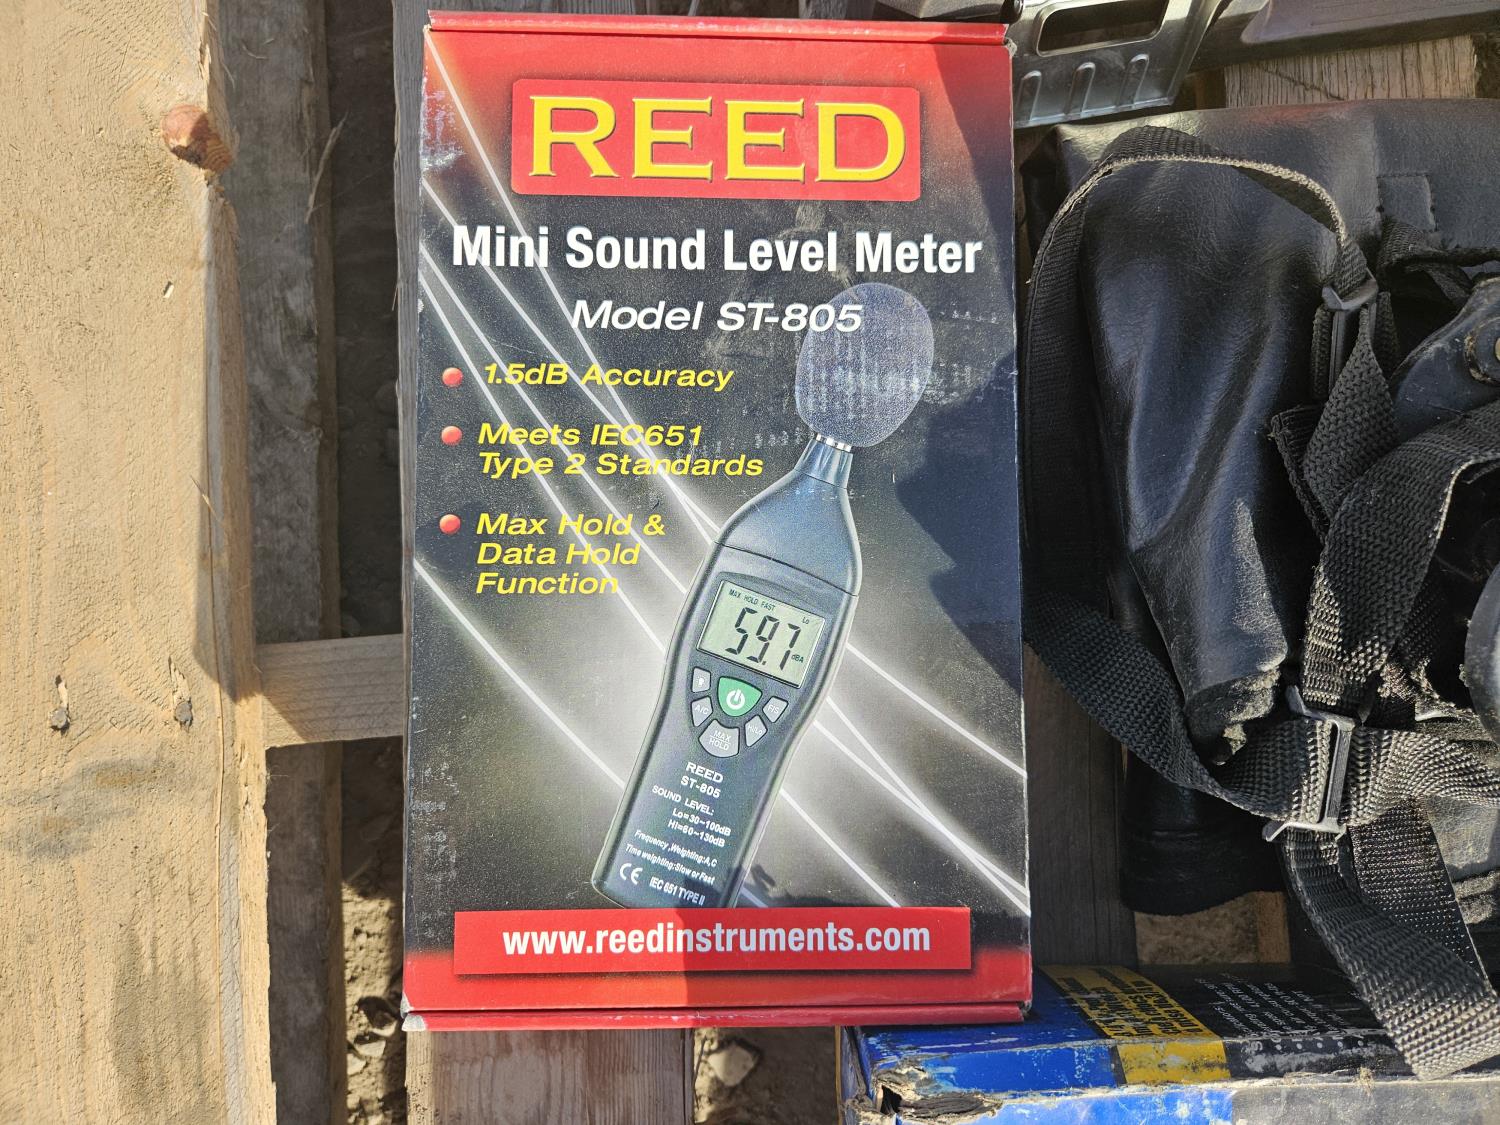 REED
Mini Sound Level Meter
Model ST-805
1.5dB Accuracy
Meets IEC651
Type 2 Standards
Max Hold &
Data Hold
Function
MAX HOLD FAST
Lo
59.7 dBA
A/C
F/S
Hi/Lo
MAX
HOLD
REED
ST-805
SOUND LEVEL:
Lo=30~100dB
Hi=60~130dB
Frequency ,Weighting:A,C
Time weighting:Slow or Fast
CE IEC 651 TYPE II
www.reedinstruments.com